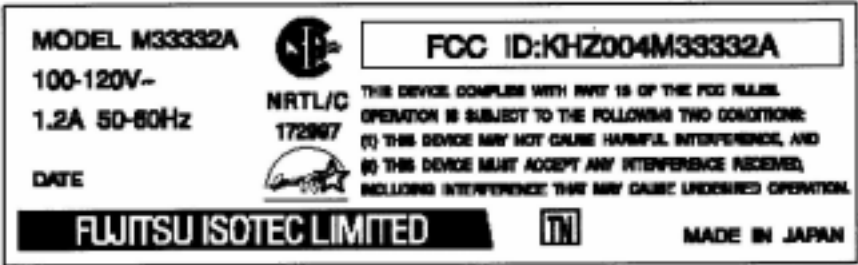 MODEL M33332A
100-120V~
1.2A 50-60Hz
DATE
NRTL/C
172997
FCC ID:KHZ004M33332A
THIS DEVICE COMPLIES WITH PART 15 OF THE FCC RULES.
OPERATION IS SUBJECT TO THE FOLLOWING TWO CONDITIONS:
(1) THIS DEVICE MAY NOT CAUSE HARMFUL INTERFERENCE, AND
(2) THIS DEVICE MUST ACCEPT ANY INTERFERENCE RECEIVED,
INCLUDING INTERFERENCE THAT MAY CAUSE UNDESIRED OPERATION.
FUJITSU ISOTEC LIMITED
TN
MADE IN JAPAN